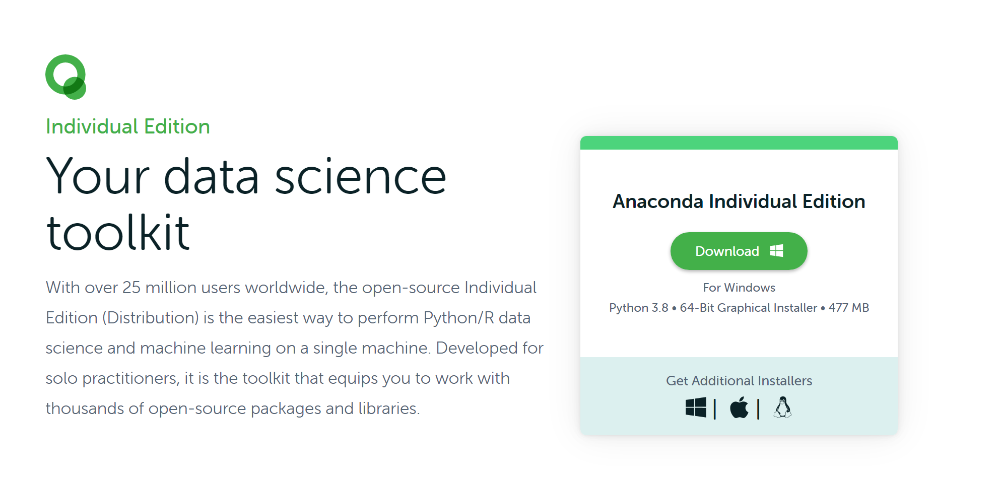 Individual Edition
Your data science
toolkit
With over 25 million users worldwide, the open-source Individual
Edition (Distribution) is the easiest way to perform Python/R data
science and machine learning on a single machine. Developed for
solo practitioners, it is the toolkit that equips you to work with
thousands of open-source packages and libraries.
Anaconda Individual Edition
Download
For Windows
Python 3.8 • 64-Bit Graphical Installer • 477 MB
Get Additional Installers